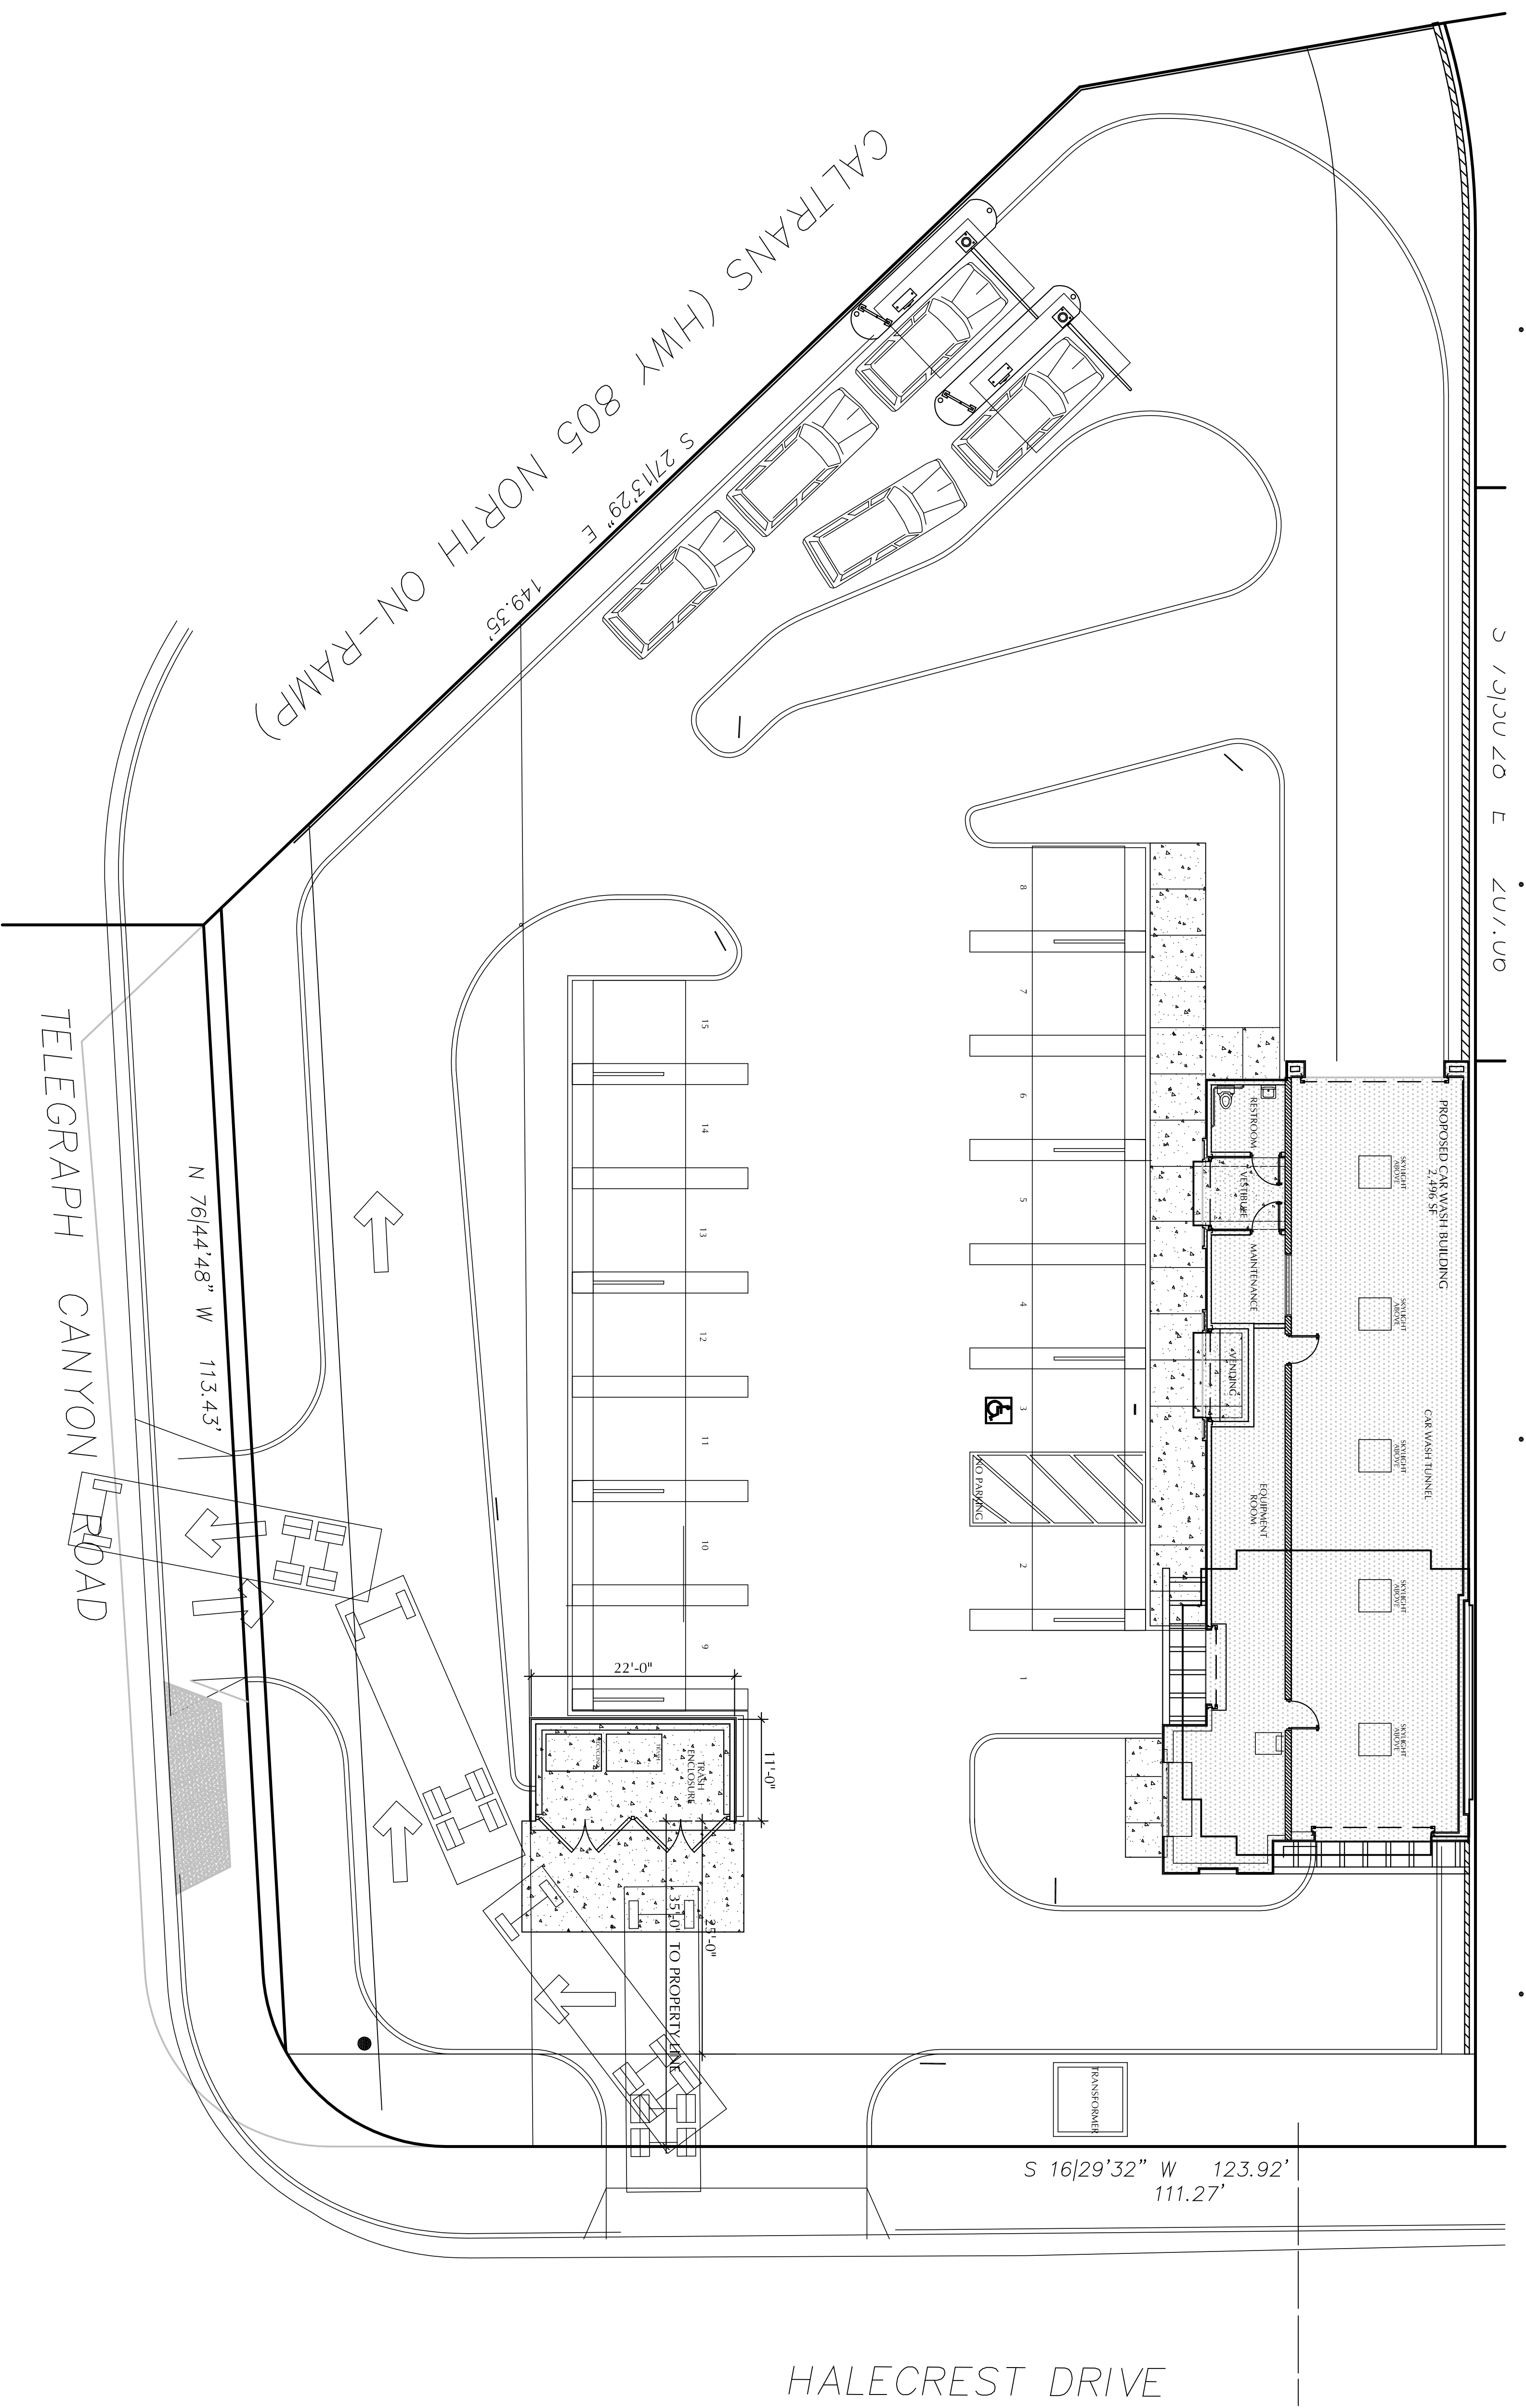 CALTRANS (HWY 805 NORTH ON-RAMP)
S 27|13'29" E 149.35'
TELEGRAPH CANYON ROAD
N 76|44'48" W 113.43'
PROPOSED CAR WASH BUILDING
2,496 SF
CAR WASH TUNNEL
SKYLIGHT
ABOVE
SKYLIGHT
ABOVE
SKYLIGHT
ABOVE
SKYLIGHT
ABOVE
SKYLIGHT
ABOVE
RESTROOM
VESTIBULE
MAINTENANCE
VENDING
EQUIPMENT
ROOM
8
7
6
5
4
3
NO PARKING
2
1
15
14
13
12
11
10
9
22'-0"
11'-0"
TRASH
ENCLOSURE
35'-0" TO PROPERTY LINE
25'-0"
TRANSFORMER
S 16|29'32" W 123.92'
111.27'
HALECREST DRIVE